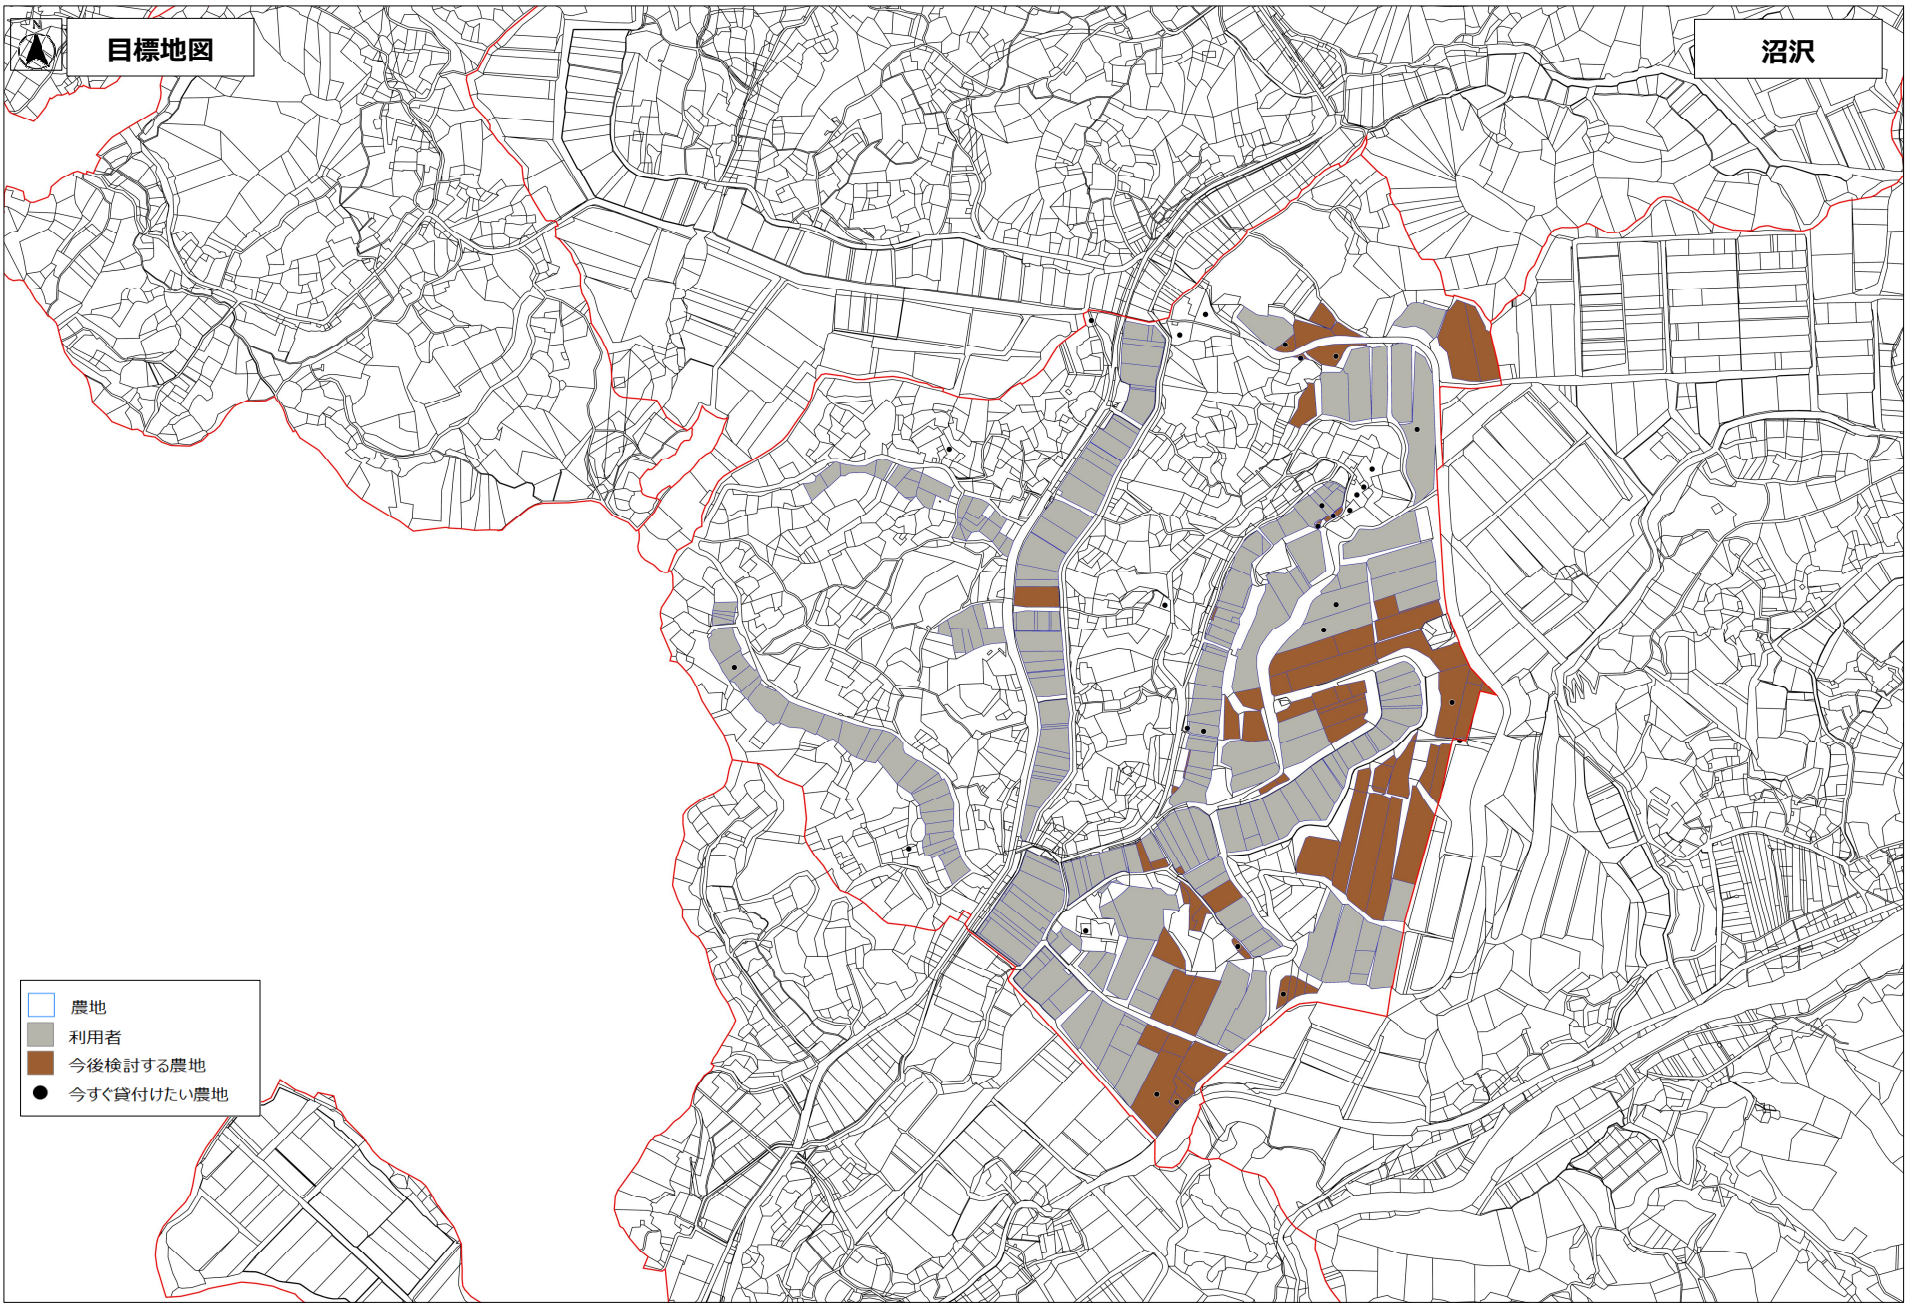 N
目標地図
沼沢
農地
利用者
今後検討する農地
今すぐ貸付けたい農地